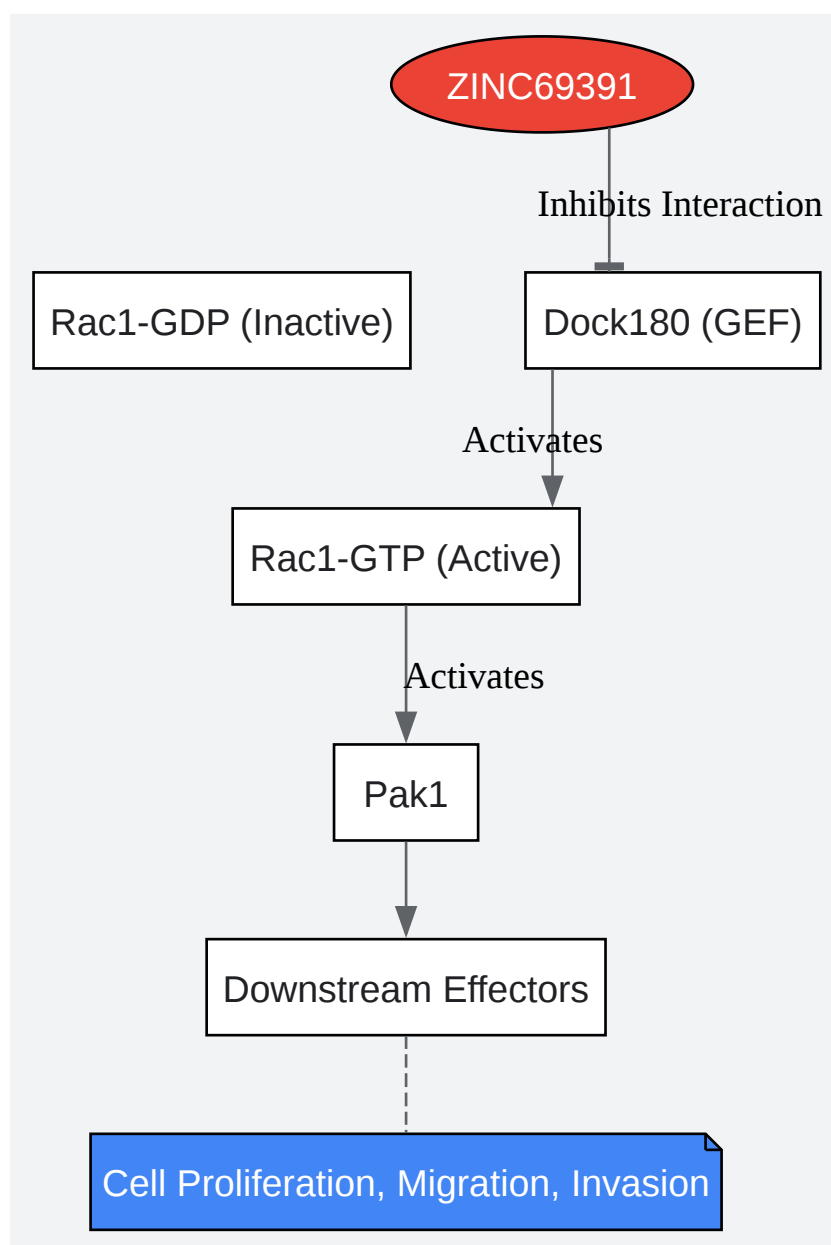 ZINC69391
Inhibits Interaction
Rac1-GDP (Inactive)
Dock180 (GEF)
Activates
Rac1-GTP (Active)
Activates
Pak1
Downstream Effectors
Cell Proliferation, Migration, Invasion